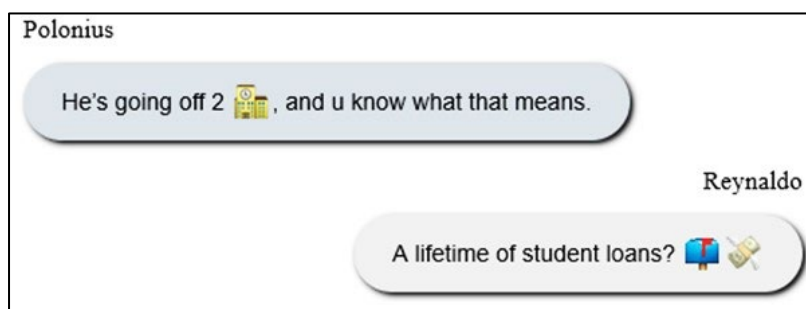 Polonius
He's going off 2 🏫, and u know what that means.
Reynaldo
A lifetime of student loans? 📫 💸